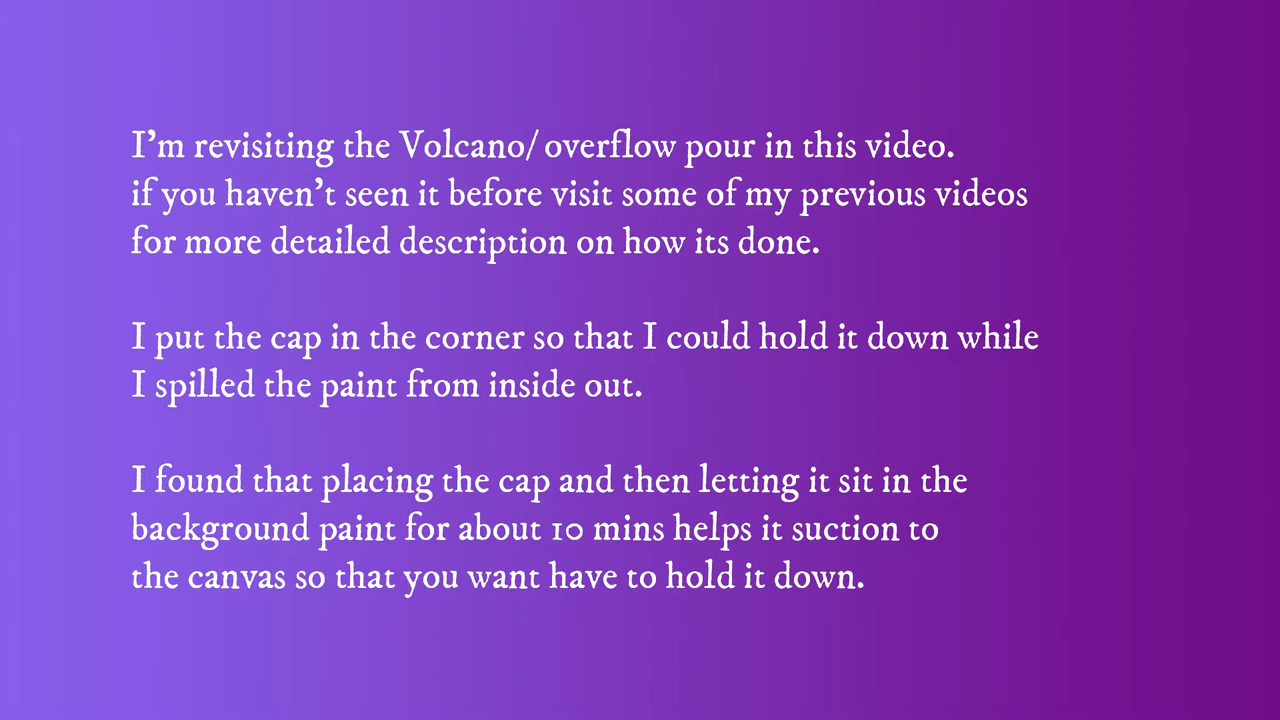 I'm revisiting the Volcano/ overflow pour in this video.
if you haven't seen it before visit some of my previous videos
for more detailed description on how its done.
I put the cap in the corner so that I could hold it down while
I spilled the paint from inside out.
I found that placing the cap and then letting it sit in the
background paint for about 10 mins helps it suction to
the canvas so that you want have to hold it down.